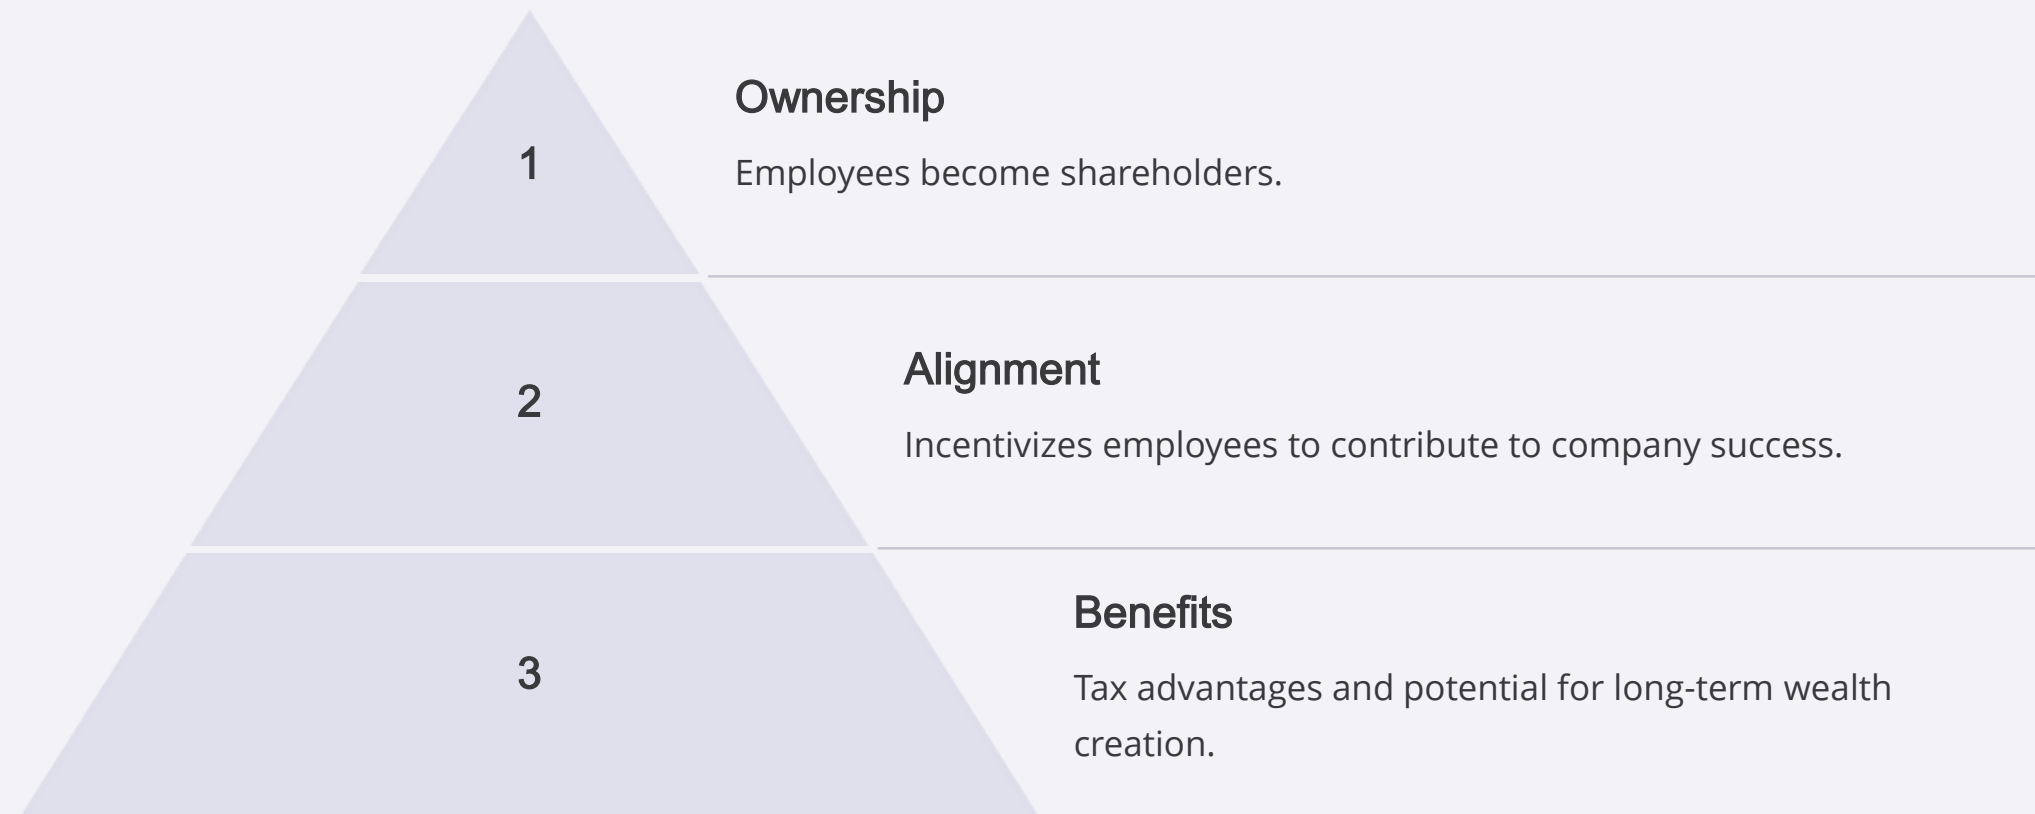 1
Ownership
Employees become shareholders.
2
Alignment
Incentivizes employees to contribute to company success.
3
Benefits
Tax advantages and potential for long-term wealth
creation.